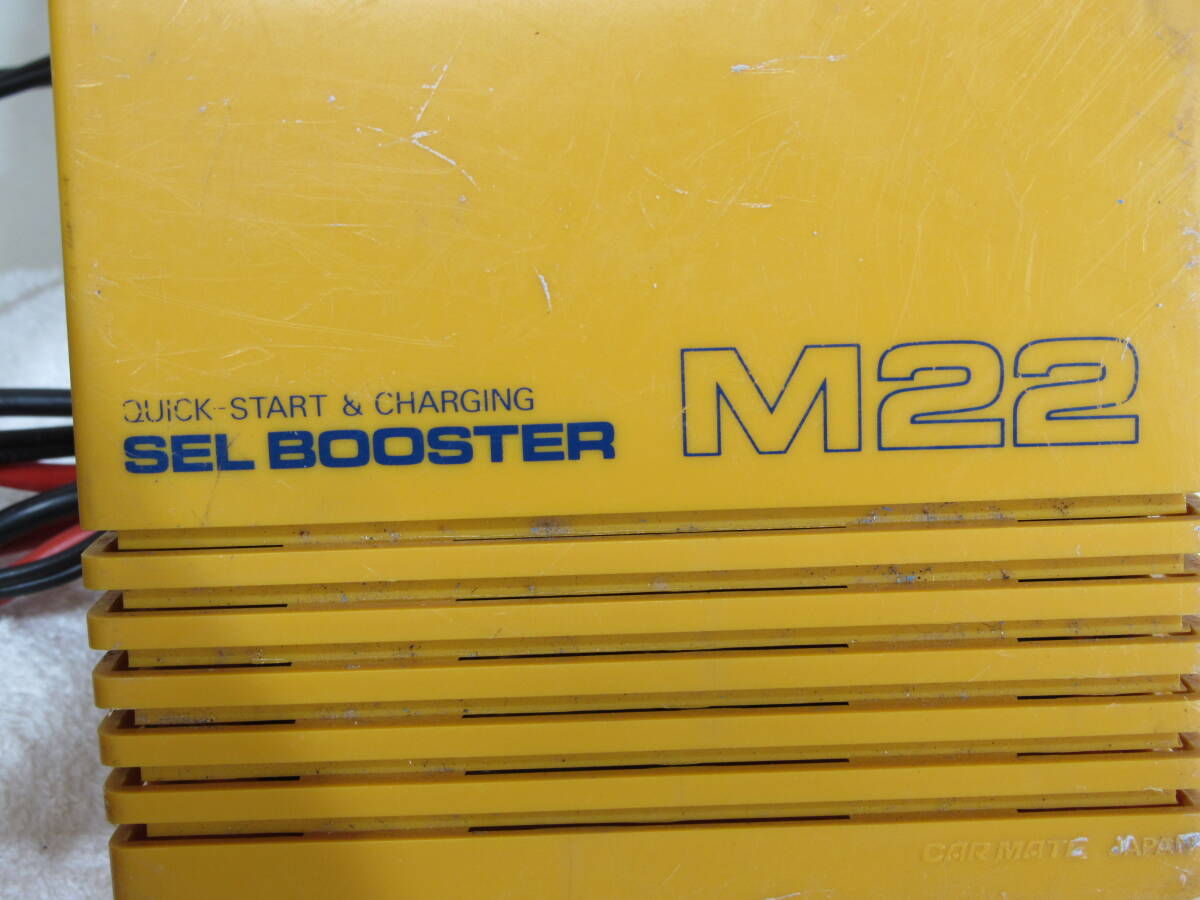 QUICK-START & CHARGING
SEL BOOSTER
M22
CAR MATE JAPAN